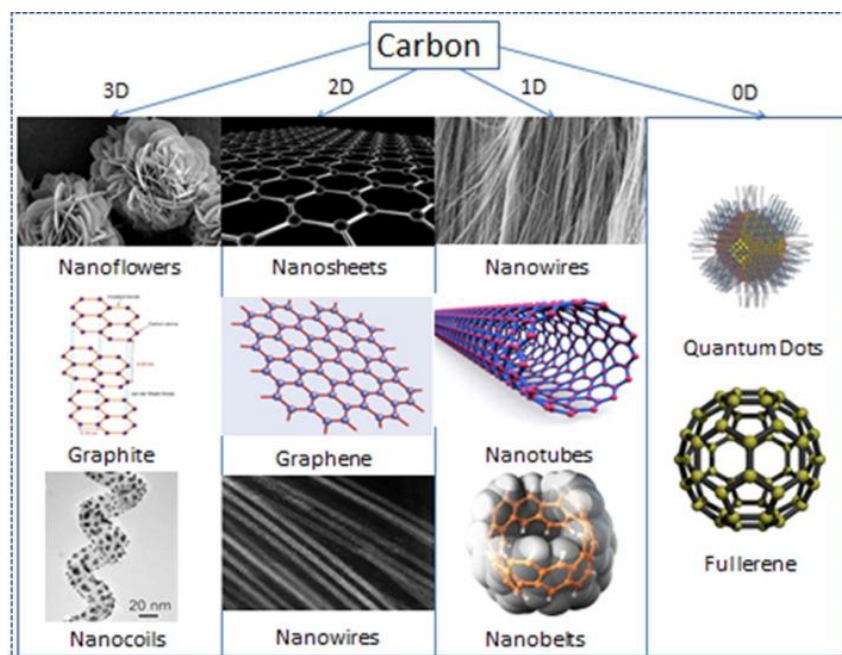 Carbon
3D
2D
1D
0D
Nanoflowers
Nanosheets
Nanowires
Quantum Dots
Graphite
Graphene
Nanotubes
Fullerene
20 nm
Nanocoils
Nanowires
Nanobelts